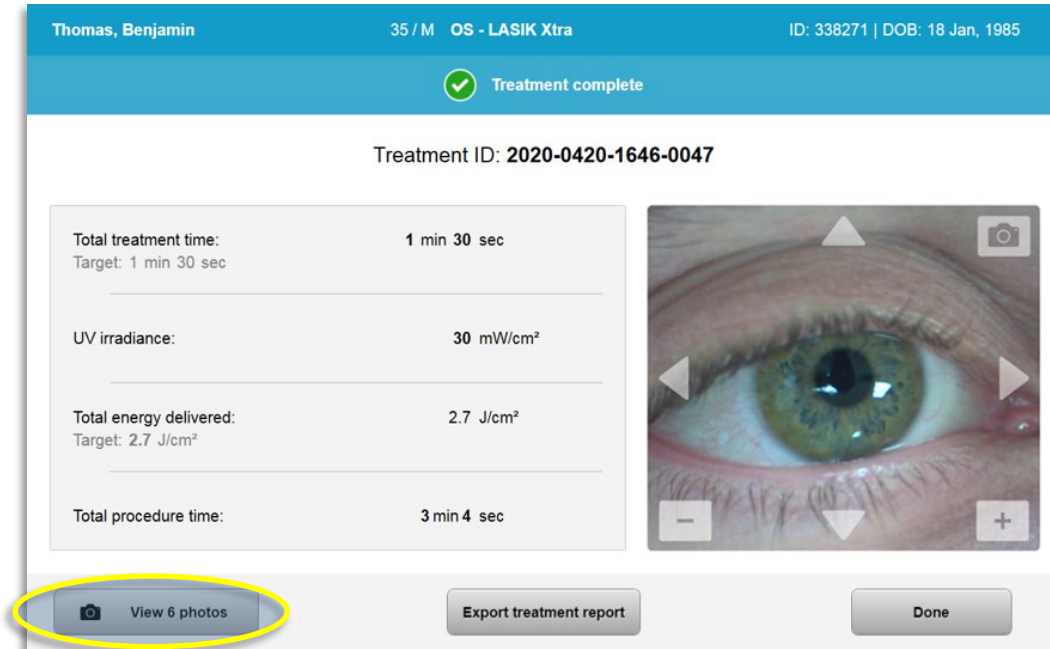 Thomas, Benjamin 35 / M OS - LASIK Xtra ID: 338271 | DOB: 18 Jan, 1985
Treatment complete
Treatment ID: 2020-0420-1646-0047
Total treatment time: 1 min 30 sec
Target: 1 min 30 sec
UV irradiance: 30 mW/cm²
Total energy delivered: 2.7 J/cm²
Target: 2.7 J/cm²
Total procedure time: 3 min 4 sec
- +
View 6 photos Export treatment report Done